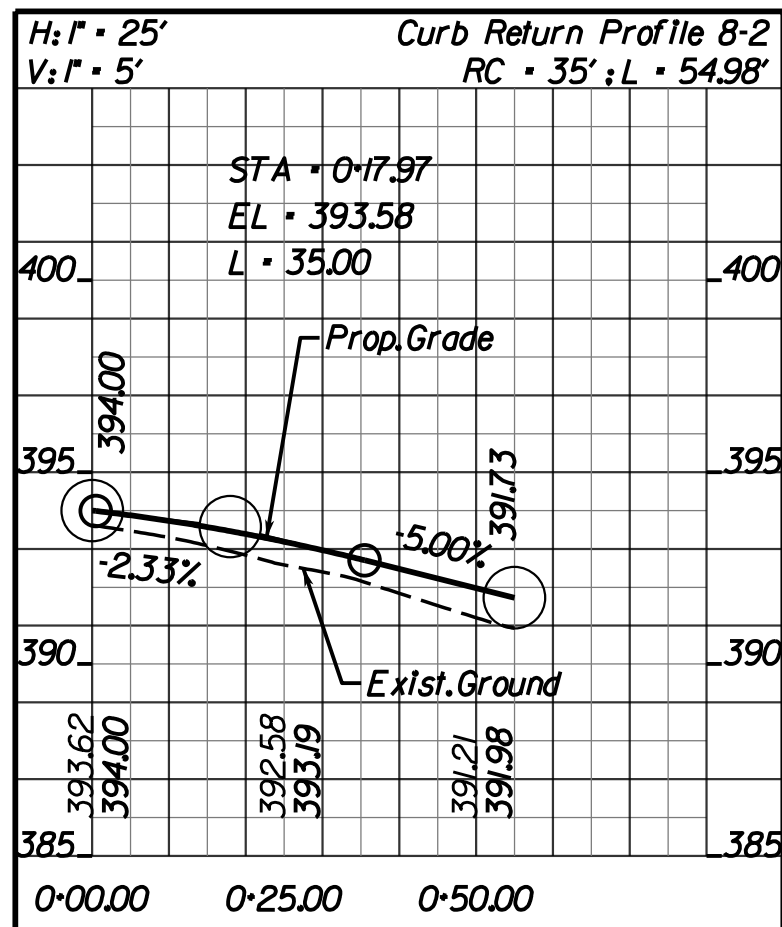 H: 1" = 25' Curb Return Profile 8-2
V: 1" = 5' RC = 35' ; L = 54.98'
STA = 0+17.97
EL = 393.58
L = 35.00
400 400
Prop. Grade
394.00
395 395
391.73
-5.00%
-2.33%
390 390
Exist. Ground
393.62 392.58 391.21
394.00 393.19 391.98
385 385
0+00.00 0+25.00 0+50.00